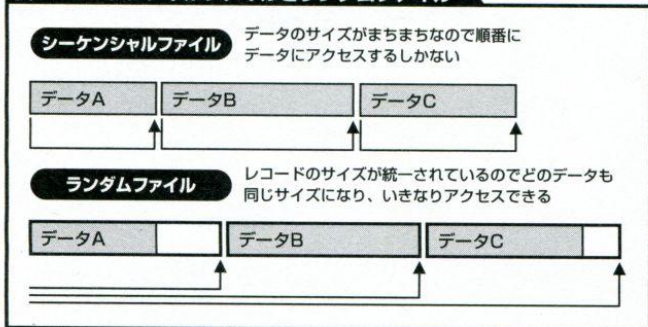 シーケンシャルファイル
データのサイズがまちまちなので順番に
データにアクセスするしかない
データA
データB
データC
ランダムファイル
レコードのサイズが統一されているのでどのデータも
同じサイズになり、いきなりアクセスできる
データA
データB
データC